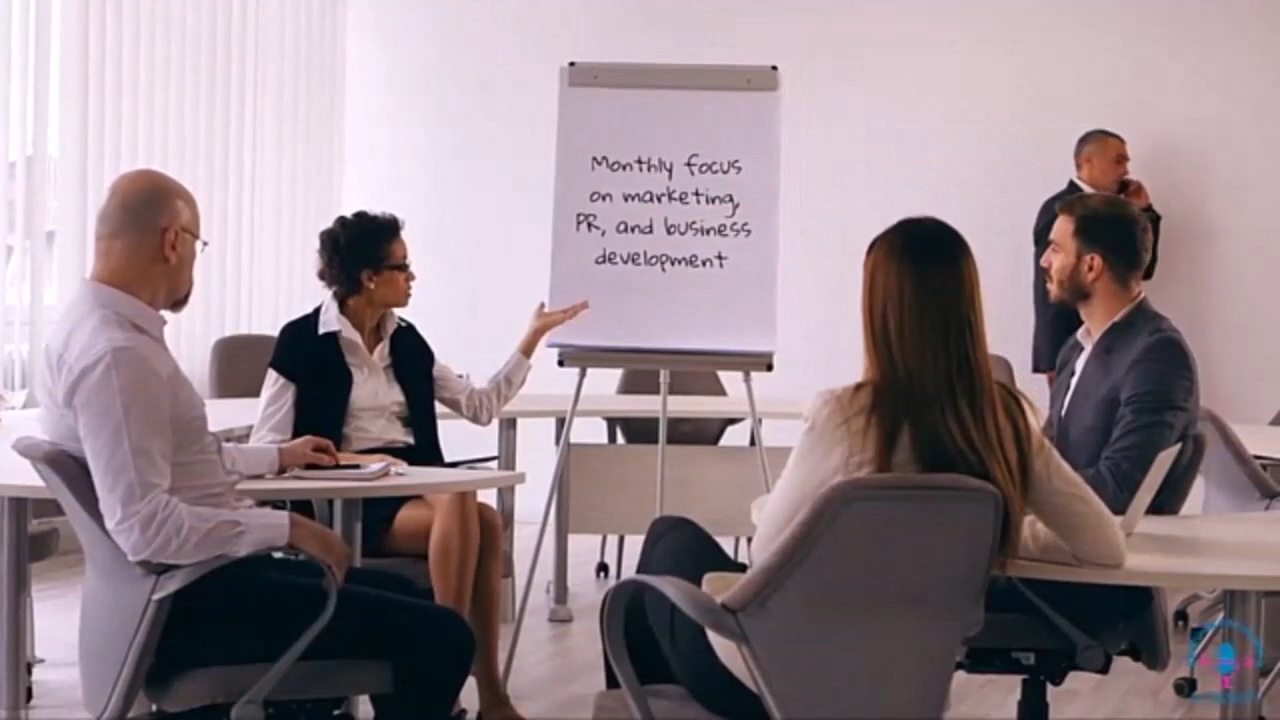 Monthly focus
on marketing,
PR, and business
development